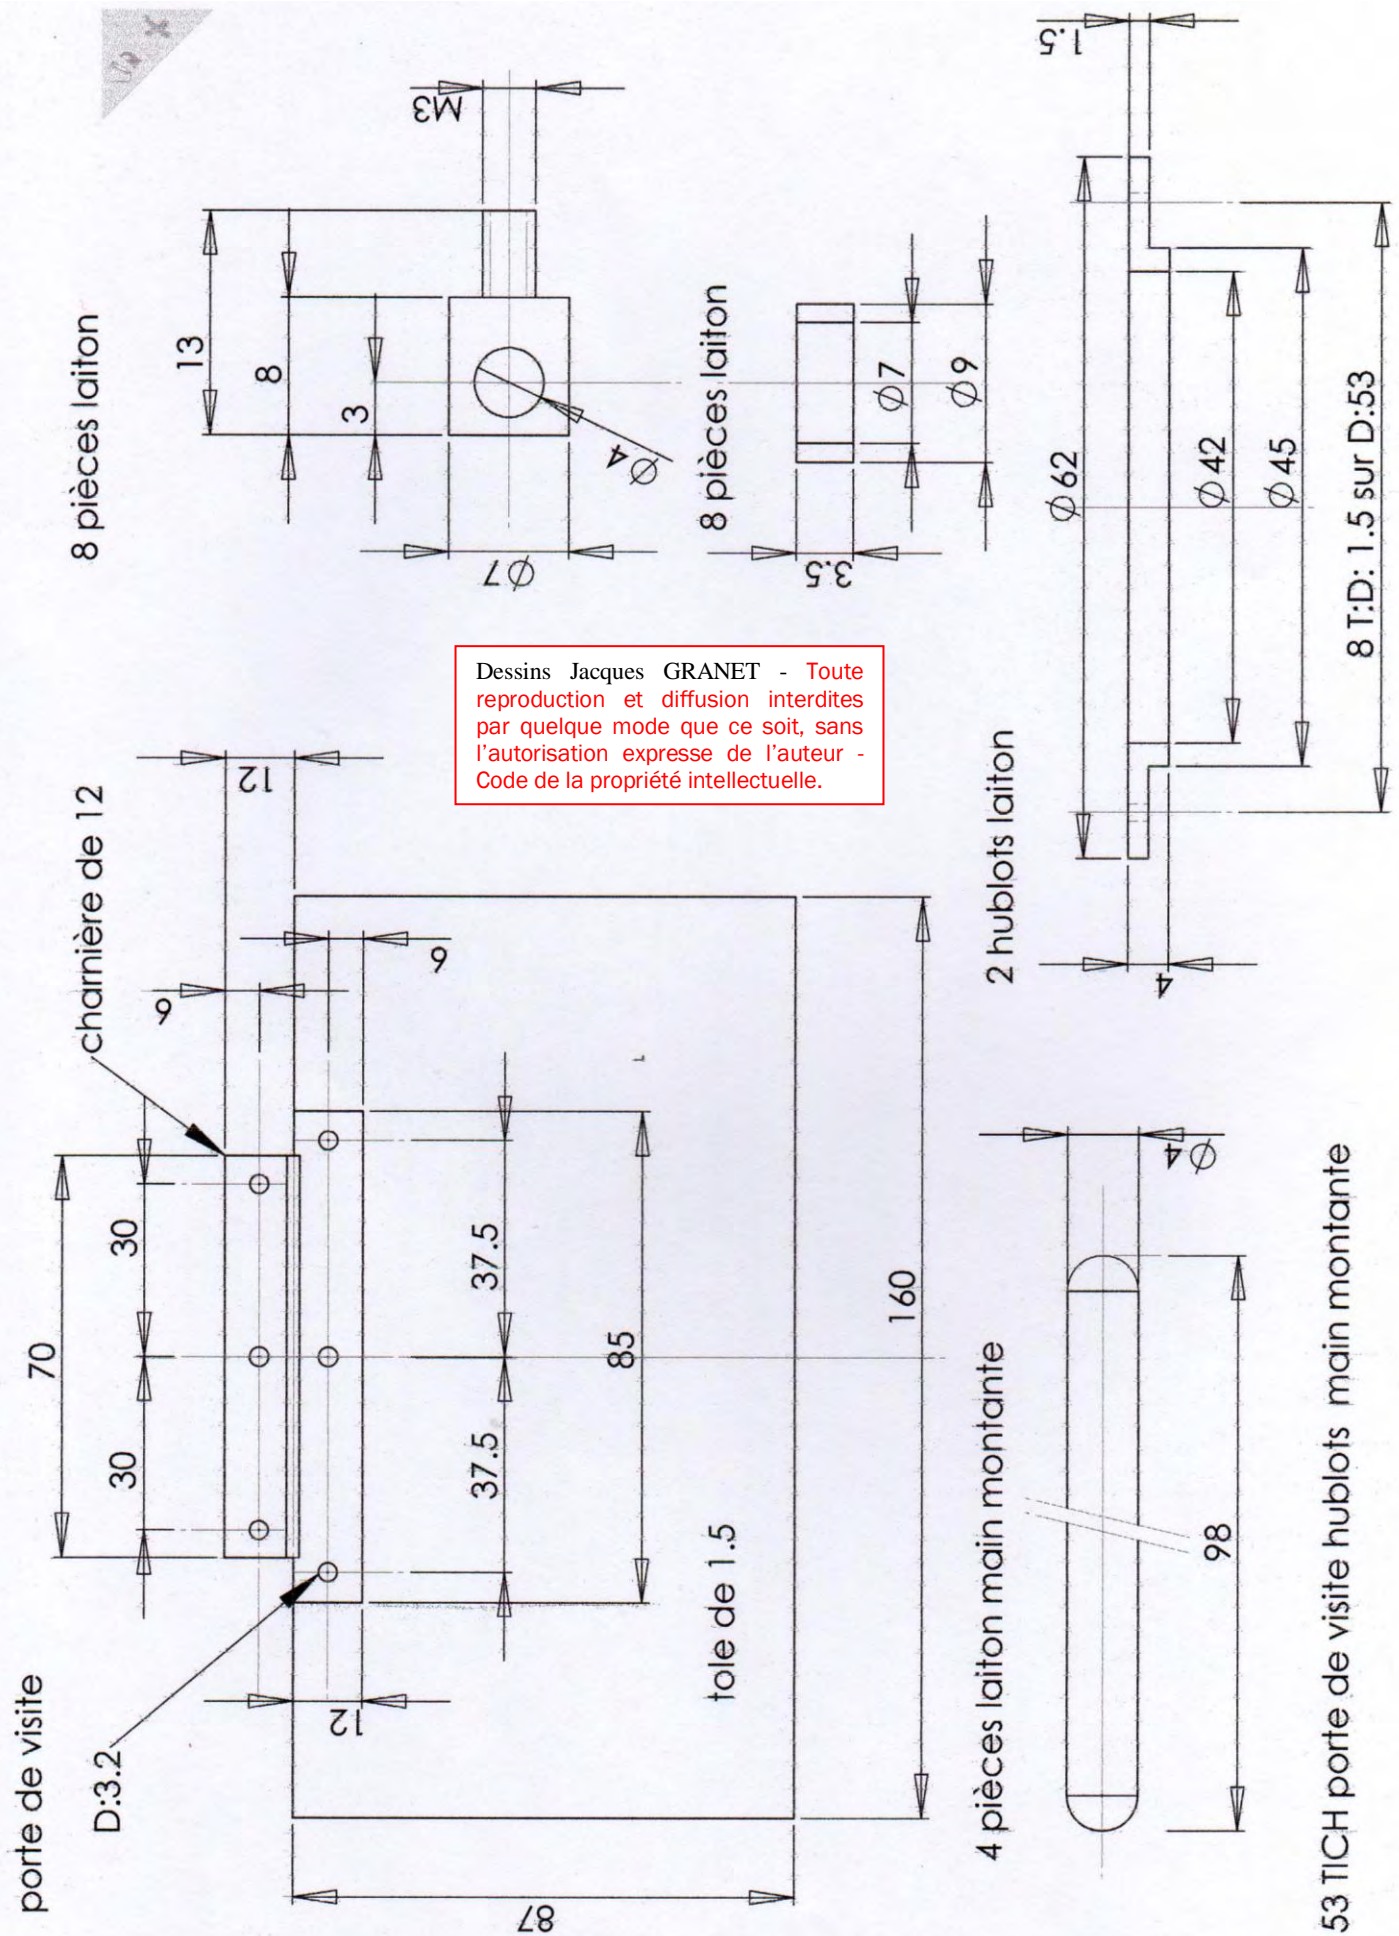 porte de visite
D:3.2
charnière de 12
70
30
30
12
6
6
12
37.5
37.5
85
160
87
tole de 1.5
8 pièces laiton
13
8
3
M3
Ø4
Ø7
8 pièces laiton
3.5
Ø7
Ø9
Dessins Jacques GRANET - Toute
reproduction et diffusion interdites
par quelque mode que ce soit, sans
l'autorisation expresse de l'auteur -
Code de la propriété intellectuelle.
4 pièces laiton main montante
98
Ø4
2 hublots laiton
Ø62
Ø42
Ø45
1.5
4
8 T:D: 1.5 sur D:53
53 TICH porte de visite hublots main montante